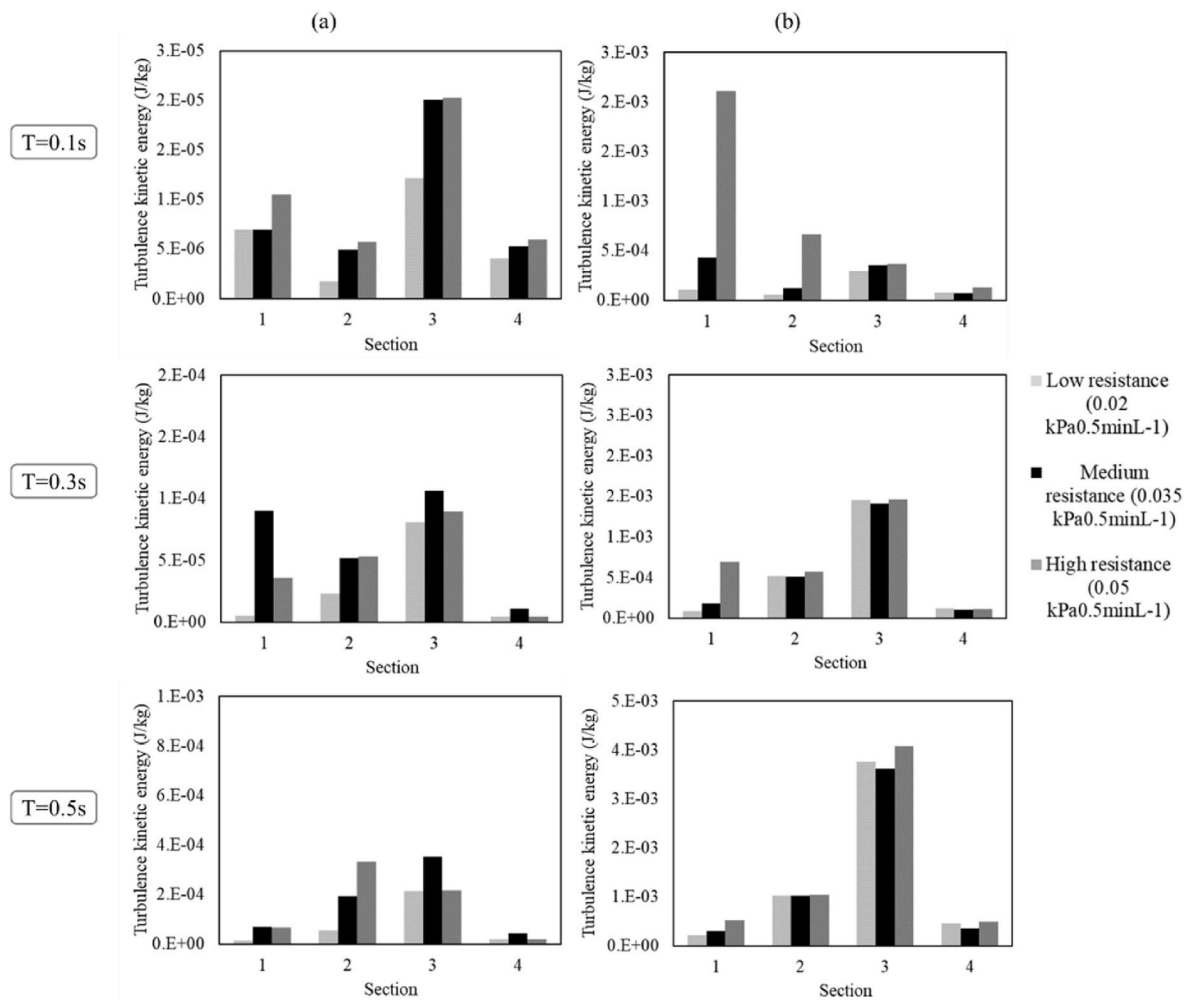 (a)
(b)
T=0.1s
Turbulence kinetic energy (J/kg)
3.E-05
2.E-05
2.E-05
1.E-05
5.E-06
0.E+00
1 2 3 4
Section
Turbulence kinetic energy (J/kg)
3.E-03
2.E-03
2.E-03
1.E-03
5.E-04
0.E+00
1 2 3 4
Section
T=0.3s
Turbulence kinetic energy (J/kg)
2.E-04
2.E-04
1.E-04
5.E-05
0.E+00
1 2 3 4
Section
Turbulence kinetic energy (J/kg)
3.E-03
3.E-03
2.E-03
2.E-03
1.E-03
5.E-04
0.E+00
1 2 3 4
Section
Low resistance
(0.02
kPa0.5minL-1)
Medium
resistance (0.035
kPa0.5minL-1)
High resistance
(0.05
kPa0.5minL-1)
T=0.5s
Turbulence kinetic energy (J/kg)
1.E-03
8.E-04
6.E-04
4.E-04
2.E-04
0.E+00
1 2 3 4
Section
Turbulence kinetic energy (J/kg)
5.E-03
4.E-03
3.E-03
2.E-03
1.E-03
0.E+00
1 2 3 4
Section